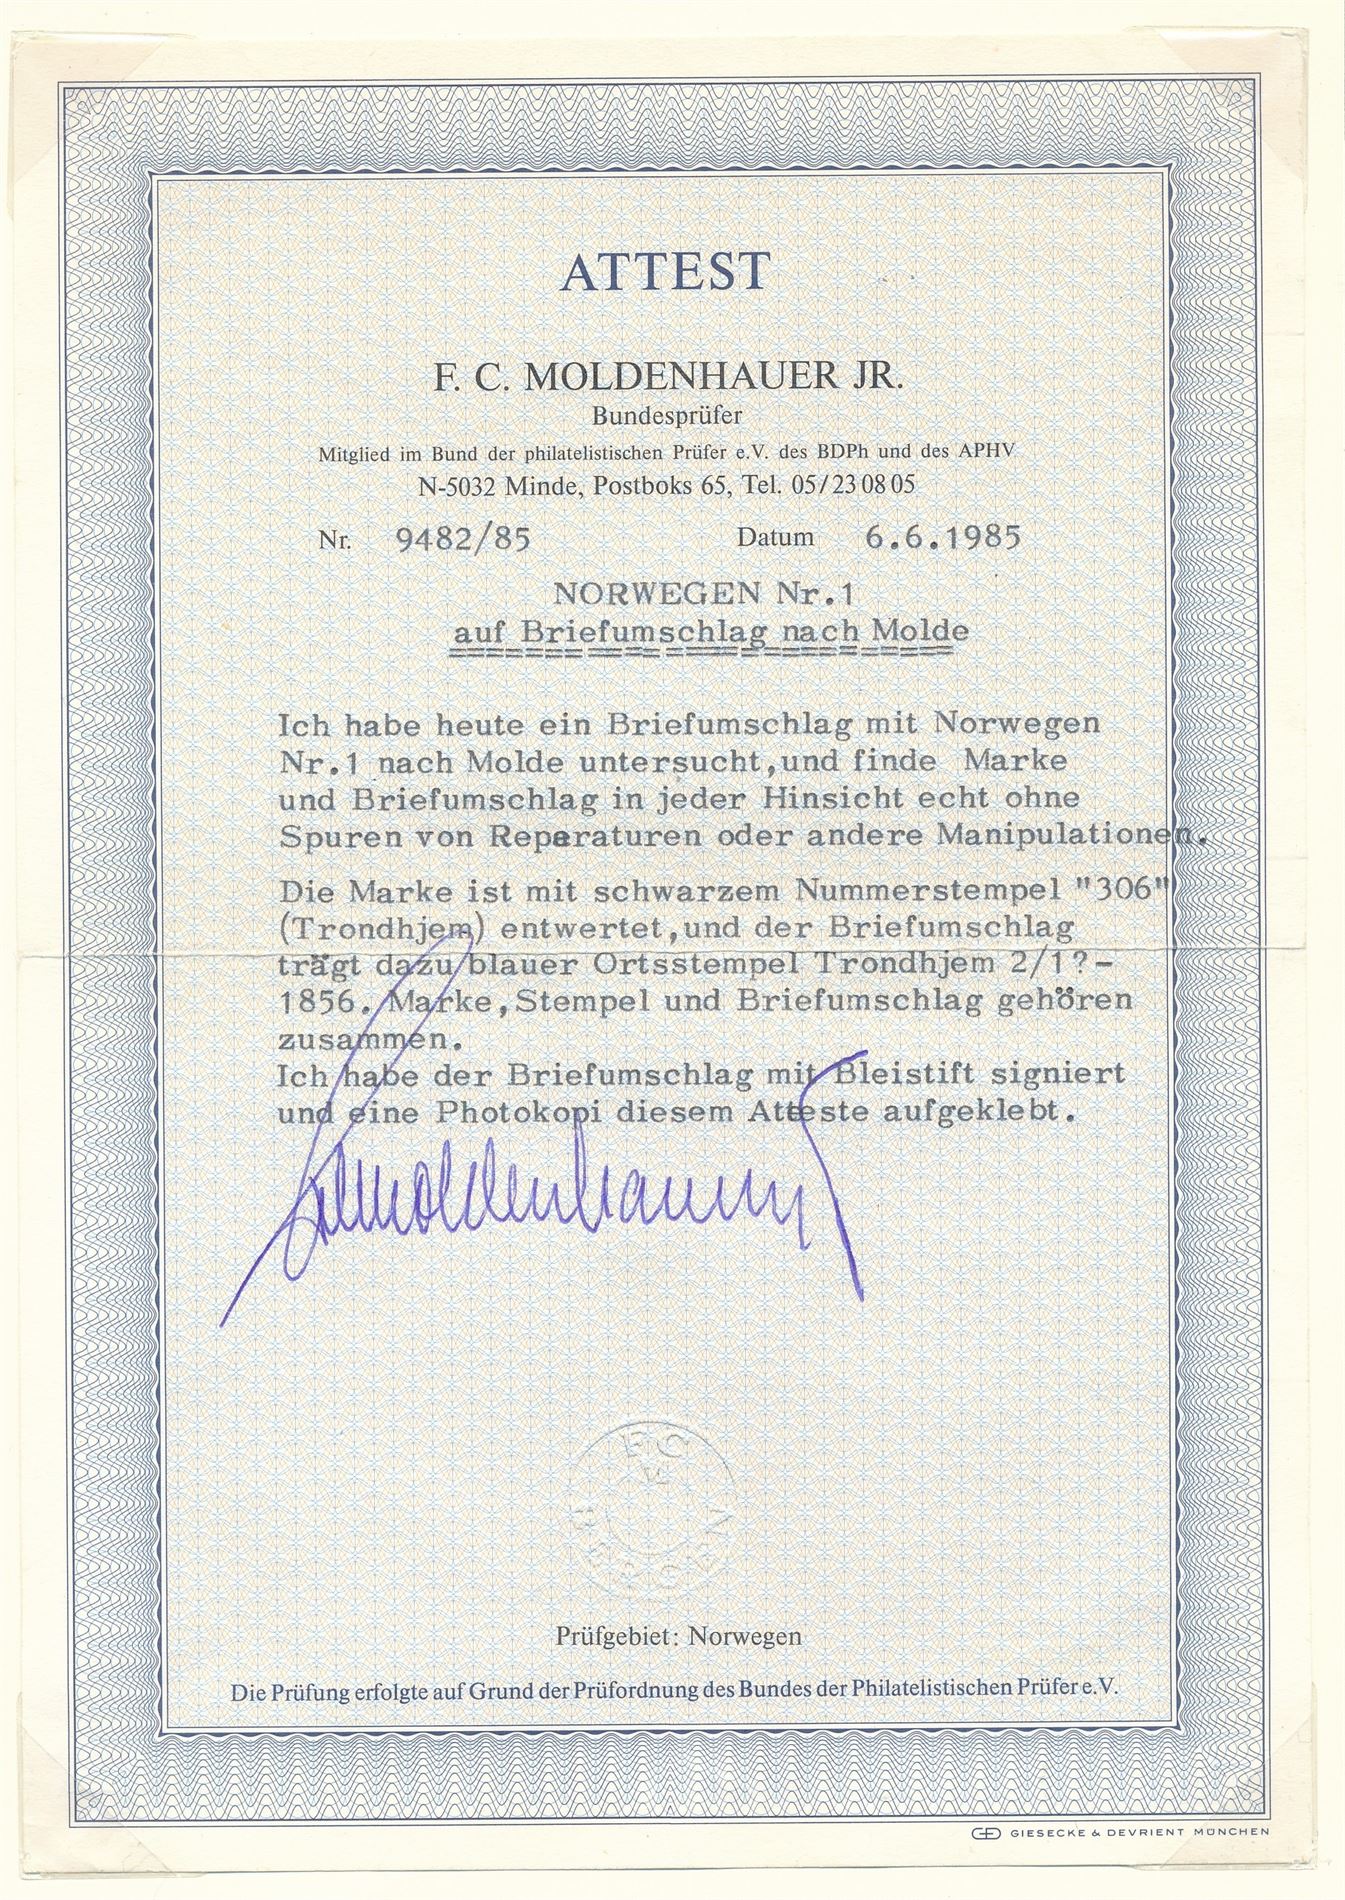 ATTEST
F. C. MOLDENHAUER JR.
Bundesprüfer
Mitglied im Bund der philatelistischen Prüfer e.V. des BDPh und des APHV
N-5032 Minde, Postboks 65, Tel. 05/23 08 05
Nr. 9482/85 Datum 6.6.1985
NORWEGEN Nr.1
auf Briefumschlag nach Molde
Ich habe heute ein Briefumschlag mit Norwegen
Nr.1 nach Molde untersucht,und finde Marke
und Briefumschlag in jeder Hinsicht echt ohne
Spuren von Reparaturen oder andere Manipulationen.
Die Marke ist mit schwarzem Nummerstempel "306"
(Trondhjem) entwertet,und der Briefumschlag
trägt dazu blauer Ortsstempel Trondhjem 2/1?-
1856. Marke,Stempel und Briefumschlag gehören
zusammen.
Ich habe der Briefumschlag mit Bleistift signiert
und eine Photokopi diesem Atteste aufgeklebt.
Moldenhauer
FC
Prüfgebiet: Norwegen
Die Prüfung erfolgte auf Grund der Prüfordnung des Bundes der Philatelistischen Prüfer e.V.
GIESECKE & DEVRIENT MÜNCHEN